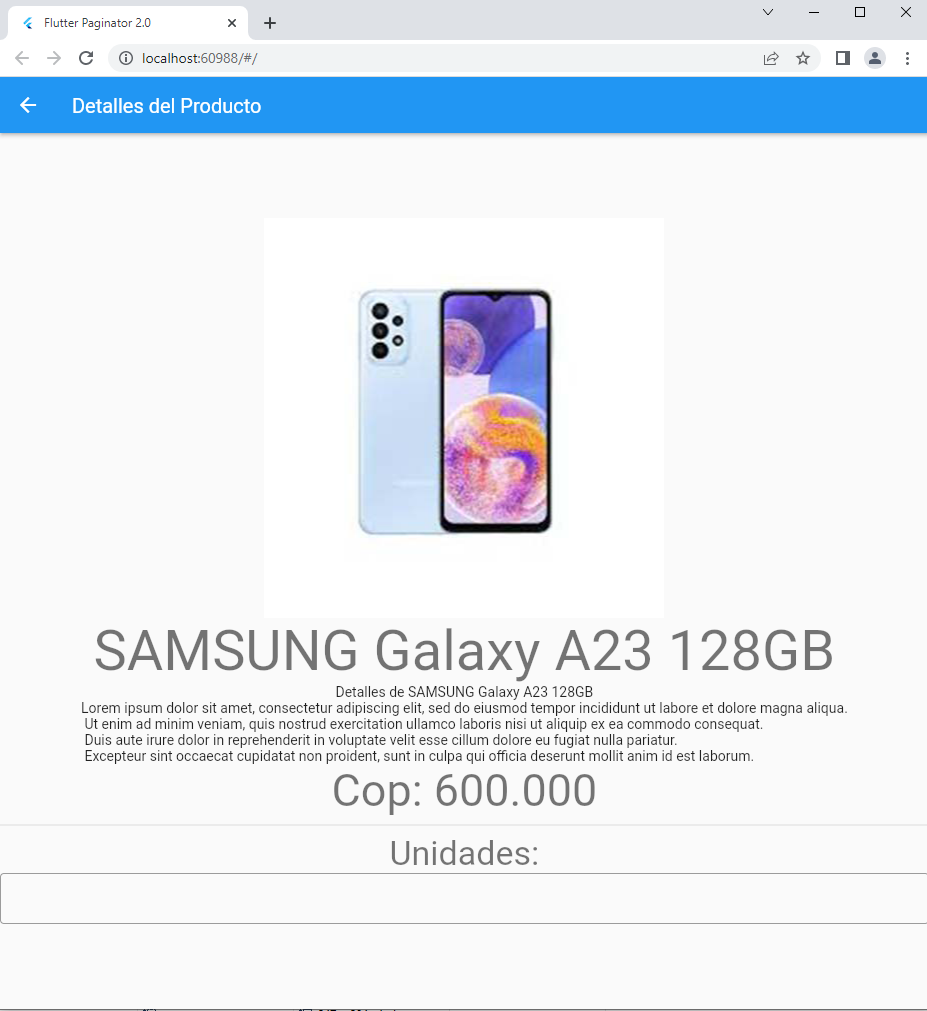 Flutter Paginator 2.0
localhost:60988/#/
Detalles del Producto
SAMSUNG Galaxy A23 128GB
Detalles de SAMSUNG Galaxy A23 128GB
Lorem ipsum dolor sit amet, consectetur adipiscing elit, sed do eiusmod tempor incididunt ut labore et dolore magna aliqua.
Ut enim ad minim veniam, quis nostrud exercitation ullamco laboris nisi ut aliquip ex ea commodo consequat.
Duis aute irure dolor in reprehenderit in voluptate velit esse cillum dolore eu fugiat nulla pariatur.
Excepteur sint occaecat cupidatat non proident, sunt in culpa qui officia deserunt mollit anim id est laborum.
Cop: 600.000
Unidades: